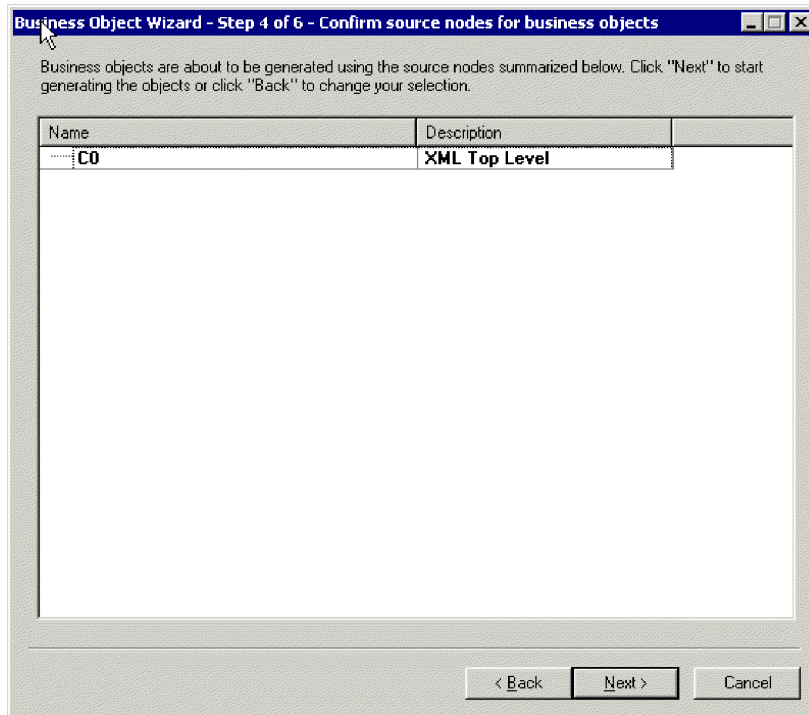 Business Object Wizard - Step 4 of 6 - Confirm source nodes for business objects
Business objects are about to be generated using the source nodes summarized below. Click "Next" to start
generating the objects or click "Back" to change your selection.
Name Description
C0 XML Top Level
< Back Next > Cancel